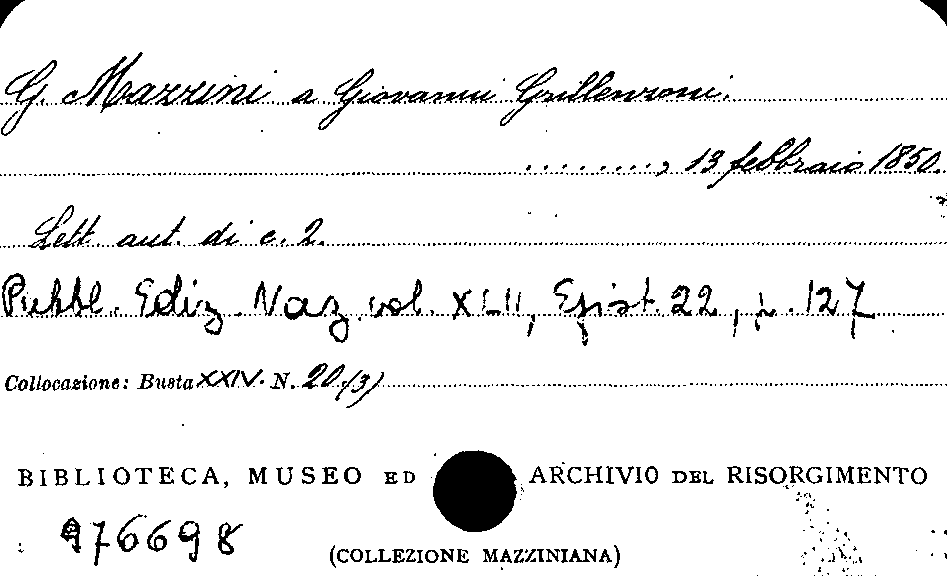 G. Mazzini a Giovanni Grillenzoni.
........, 13 febbraio 1850.
Lett. aut. di c. 2.
Pubbl. Ediz. Naz. vol. XLII, Epist. 22, p. 127
Collocazione: Busta XXIV. N. 20.(3)
BIBLIOTECA, MUSEO ED ARCHIVIO DEL RISORGIMENTO
976698
(COLLEZIONE MAZZINIANA)